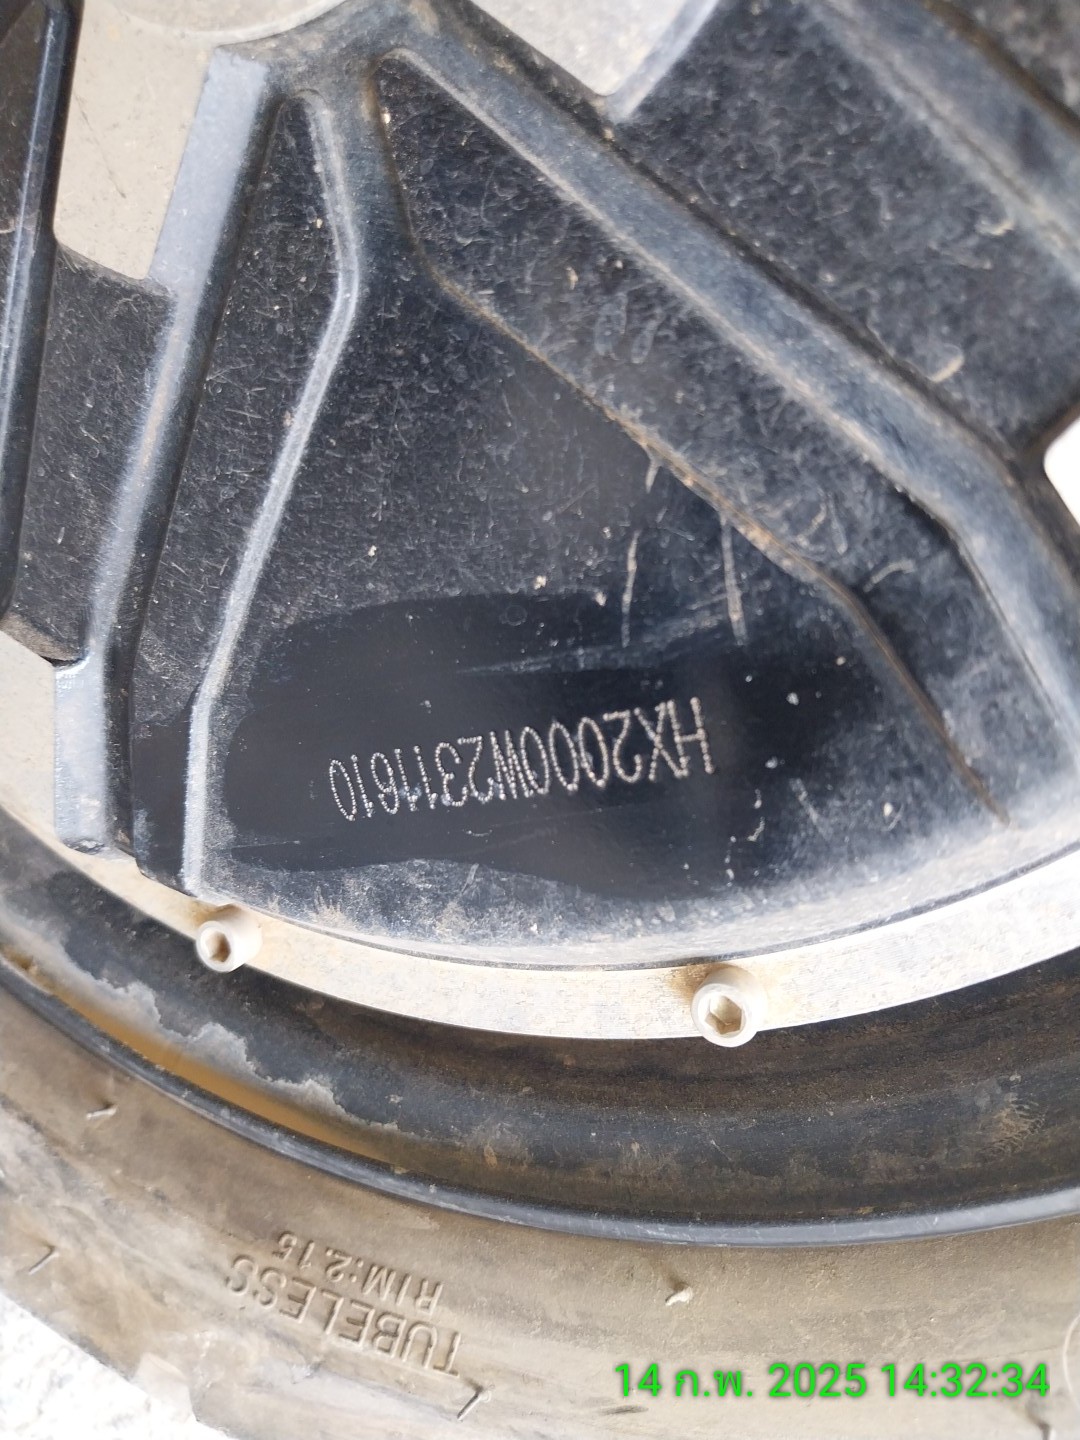 HX2000W2311610
TUBELESS
RIM:2.15
14 ก.พ. 2025 14:32:34